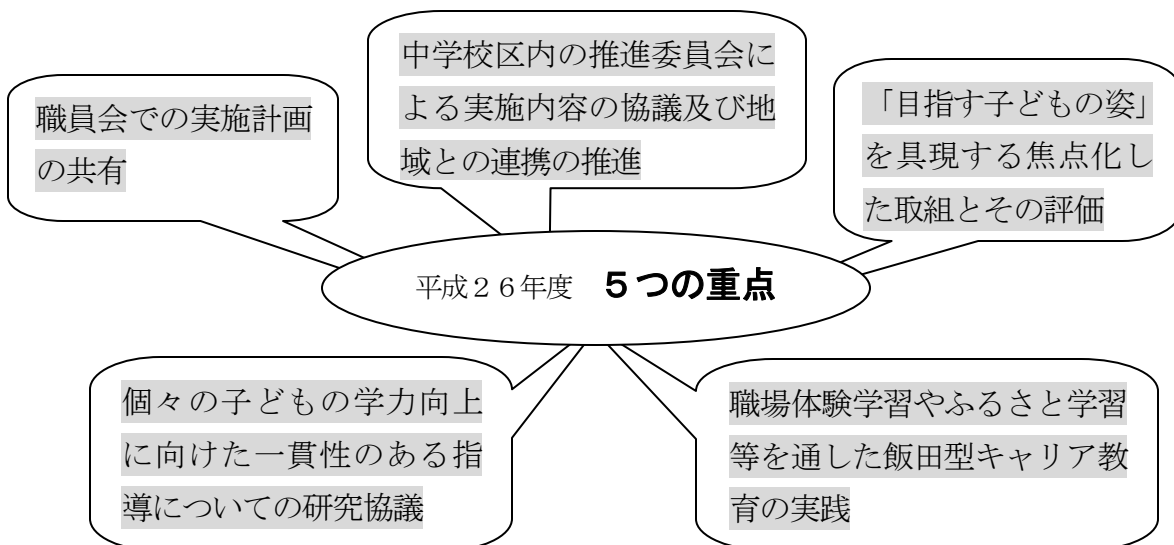 職員会での実施計画
の共有
中学校区内の推進委員会に
よる実施内容の協議及び地
域との連携の推進
「目指す子どもの姿」
を具現する焦点化し
た取組とその評価
平成２６年度　５つの重点
個々の子どもの学力向上
に向けた一貫性のある指
導についての研究協議
職場体験学習やふるさと学習
等を通した飯田型キャリア教
育の実践